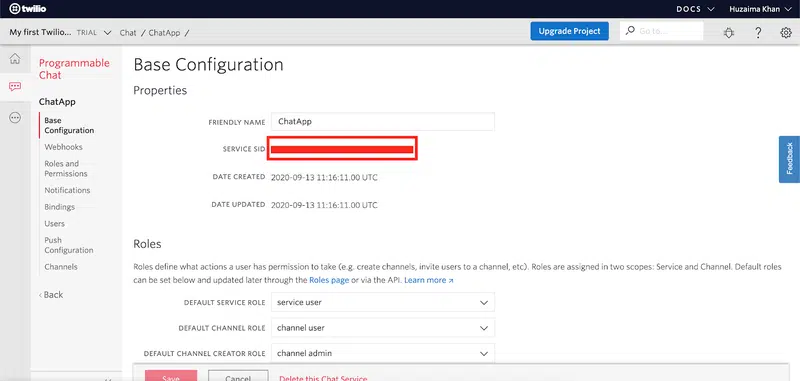 twilio
DOCS
Huzaima Khan
My first Twilio...
TRIAL
Chat / ChatApp /
Upgrade Project
Go to...
Programmable
Chat
ChatApp
Base
Configuration
Webhooks
Roles and
Permissions
Notifications
Bindings
Users
Push
Configuration
Channels
‹ Back
Base Configuration
Properties
FRIENDLY NAME
ChatApp
SERVICE SID
DATE CREATED
2020-09-13 11:16:11.00 UTC
DATE UPDATED
2020-09-13 11:16:11.00 UTC
Feedback
Roles
Roles define what actions a user has permission to take (e.g. create channels, invite users to a channel, etc). Roles are assigned in two scopes: Service and Channel. Default roles
can be set below and updated later through the Roles page or via the API. Learn more
DEFAULT SERVICE ROLE
service user
DEFAULT CHANNEL ROLE
channel user
DEFAULT CHANNEL CREATOR ROLE
channel admin
Save
Cancel
Delete this Chat Service